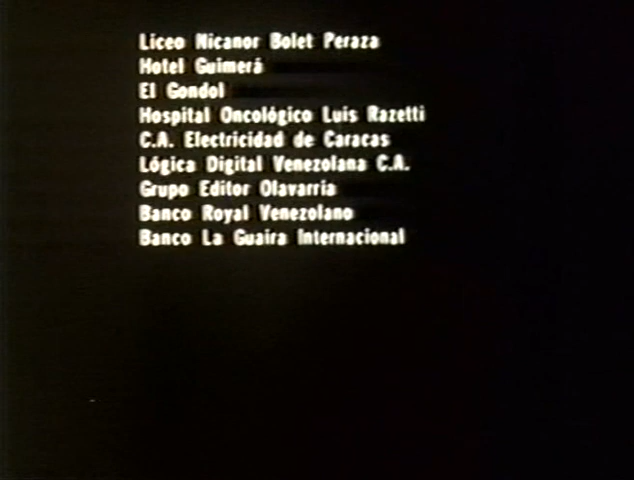 Liceo Nicanor Bolet Peraza
Hotel Guimerá
El Gondol
Hospital Oncológico Luis Razetti
C.A. Electricidad de Caracas
Lógica Digital Venezolana C.A.
Grupo Editor Olavarría
Banco Royal Venezolano
Banco La Guaira Internacional